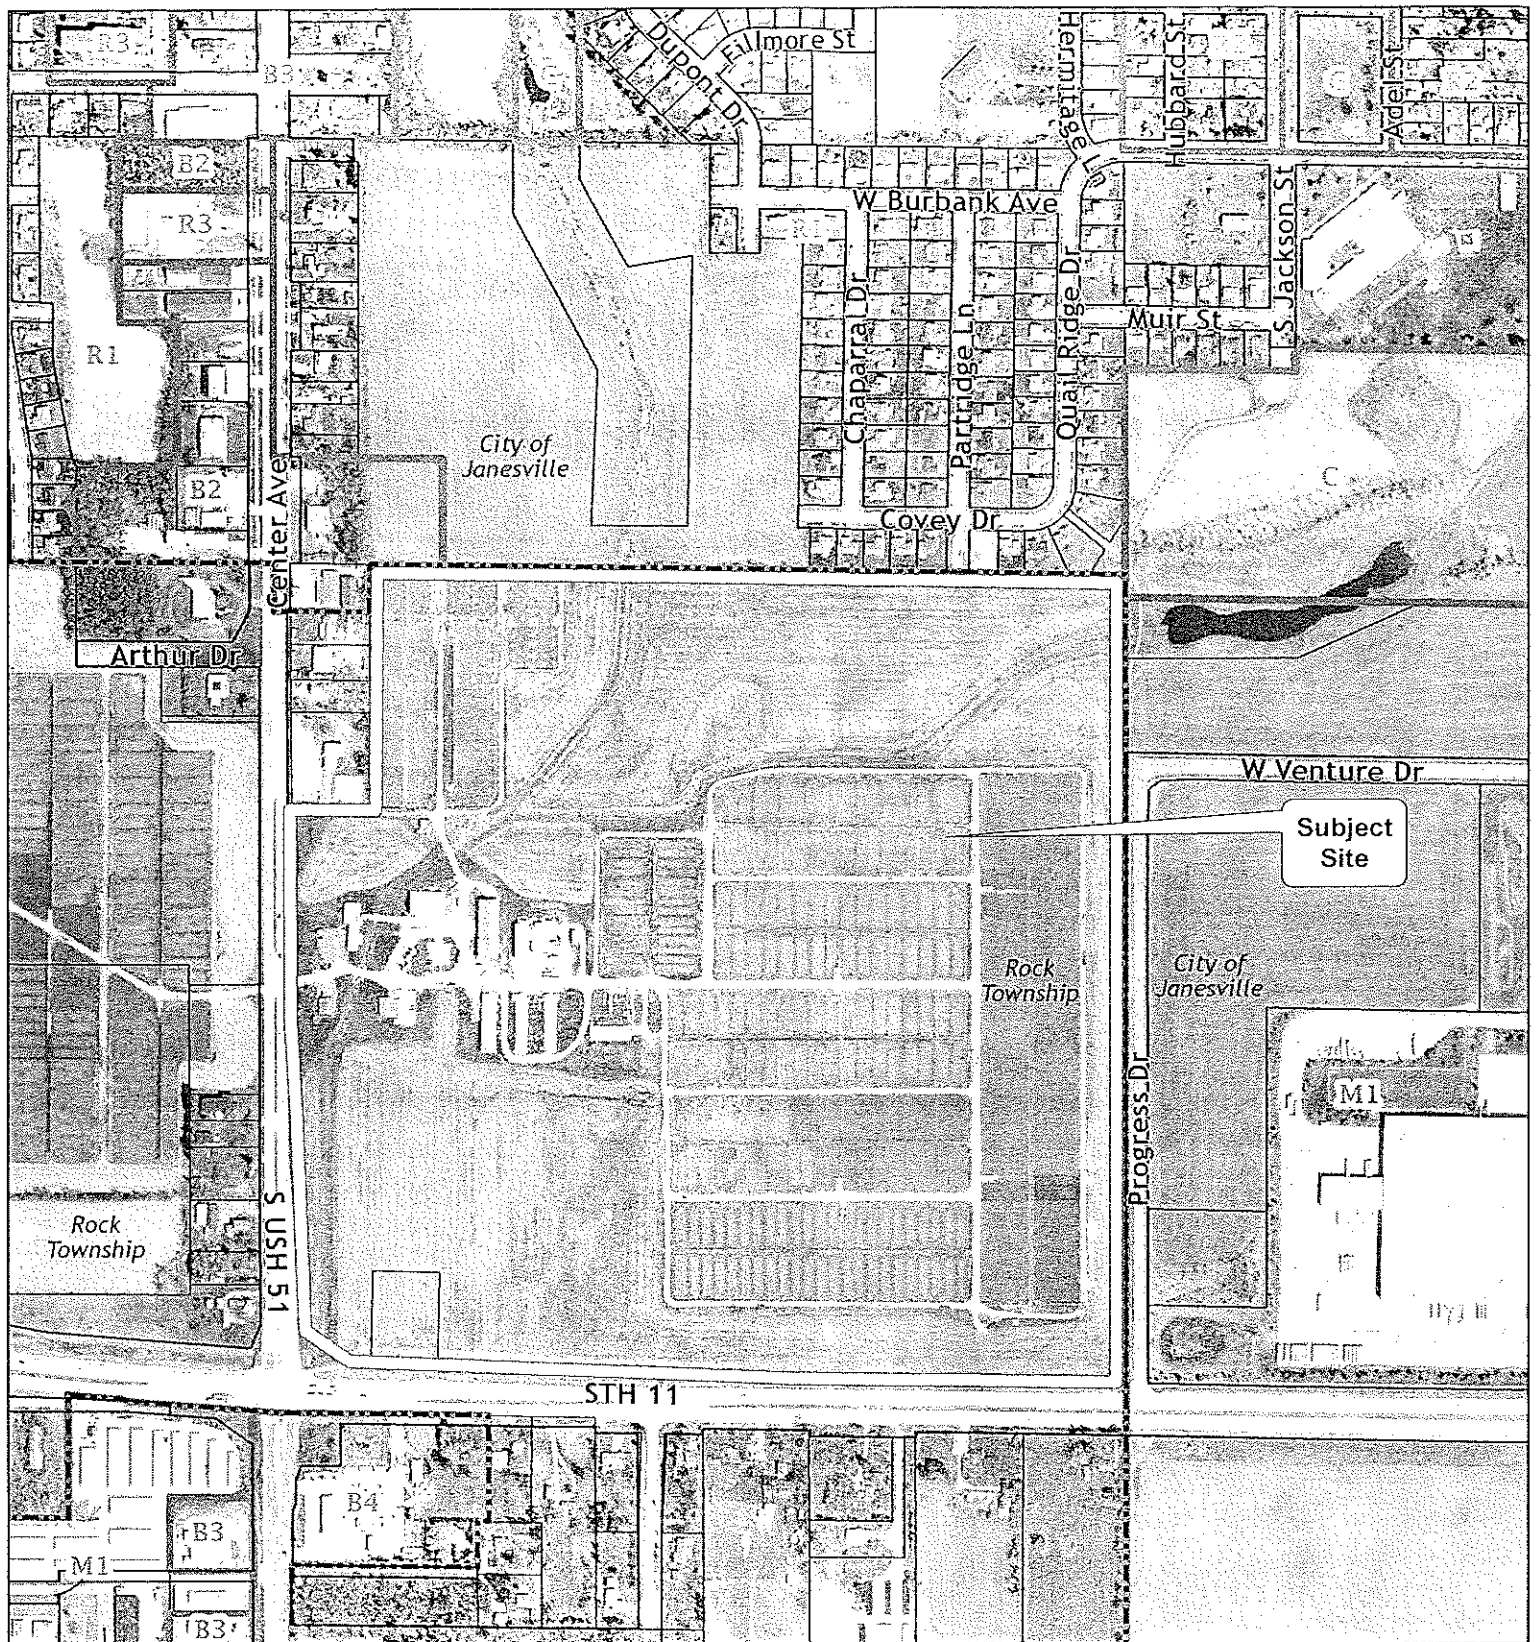 R3
B3
Dupont Dr
Fillmore St
Hermitage Ln
Hubbard St
Adel St
B2
R3
W Burbank Ave
R1
S Jackson St
Muir St
Chaparral Dr
Partridge Ln
Quail Ridge Dr
R1
City of
Janesville
B2
Center Ave
Covey Dr
C
Arthur Dr
W Venture Dr
Subject
Site
Rock
Township
City of
Janesville
M1
Progress Dr
Rock
Township
S USH 51
STH 11
B4
B3
M1
B3